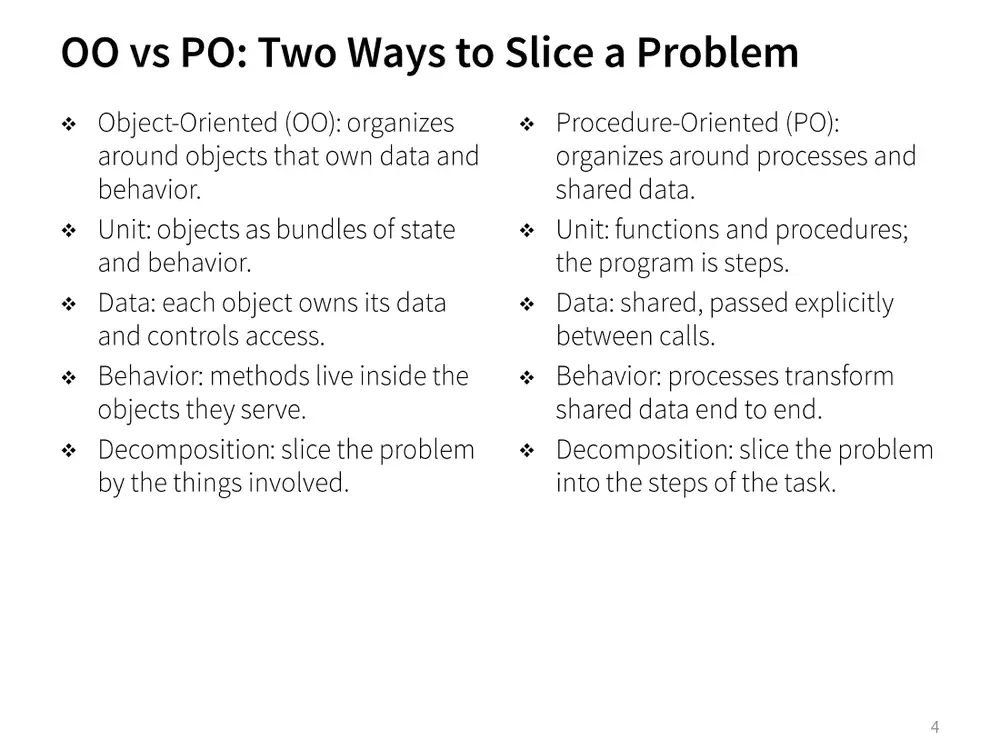 OO vs PO: Two Ways to Slice a Problem
❖ Object-Oriented (OO): organizes
around objects that own data and
behavior.
❖ Unit: objects as bundles of state
and behavior.
❖ Data: each object owns its data
and controls access.
❖ Behavior: methods live inside the
objects they serve.
❖ Decomposition: slice the problem
by the things involved.
❖ Procedure-Oriented (PO):
organizes around processes and
shared data.
❖ Unit: functions and procedures;
the program is steps.
❖ Data: shared, passed explicitly
between calls.
❖ Behavior: processes transform
shared data end to end.
❖ Decomposition: slice the problem
into the steps of the task.
4